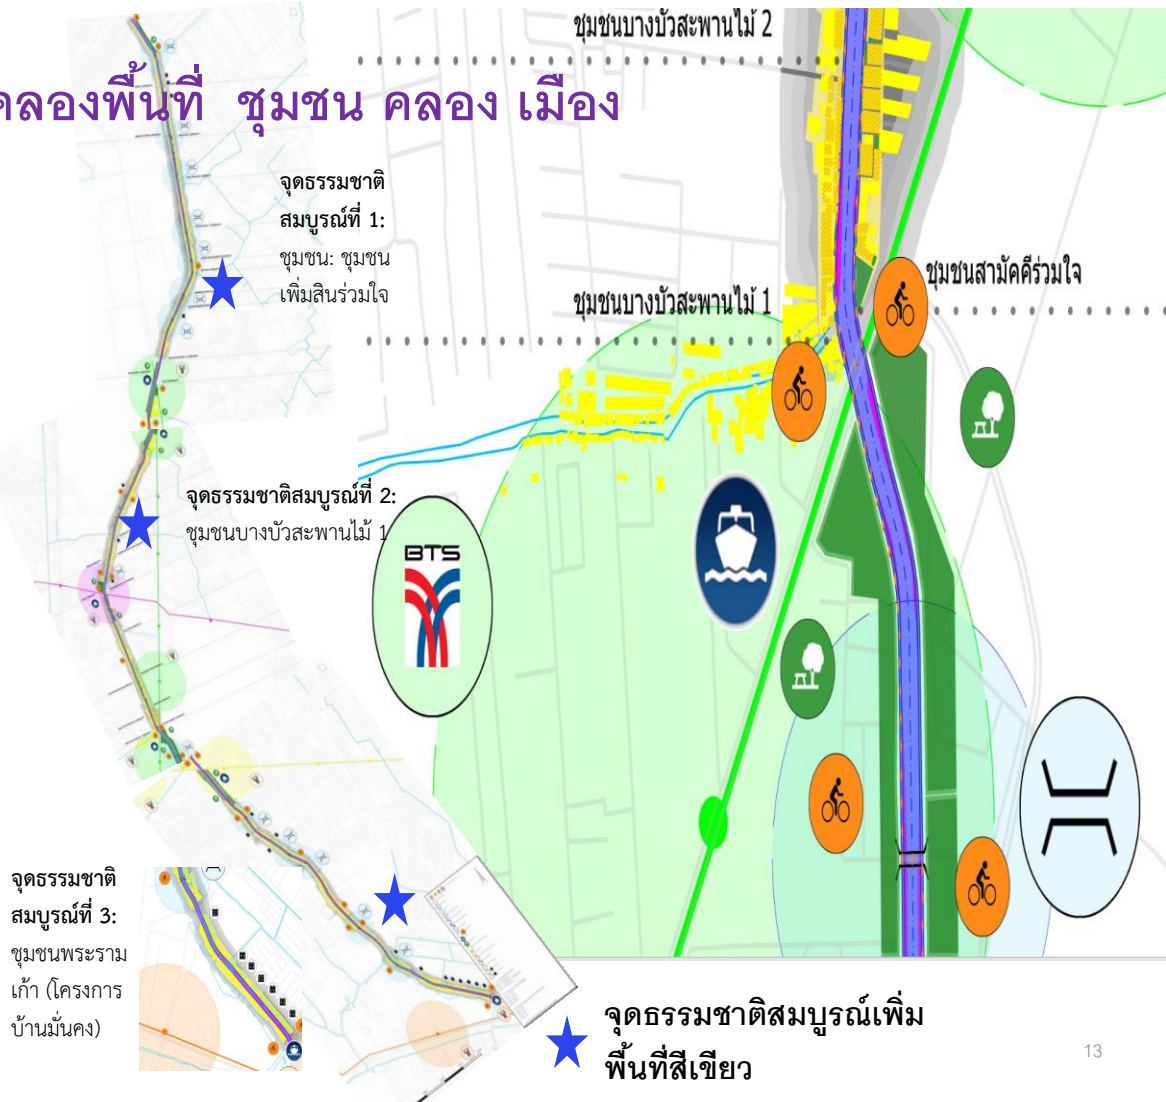 ชุมชนบางบัวสะพานไม้ 2
คลองพื้นที่ ชุมชน คลอง เมือง
จุดธรรมชาติ
สมบูรณ์ที่ 1:
ชุมชน: ชุมชน
เพิ่มสินร่วมใจ
ชุมชนสามัคคีร่วมใจ
ชุมชนบางบัวสะพานไม้ 1
จุดธรรมชาติสมบูรณ์ที่ 2:
ชุมชนบางบัวสะพานไม้ 1
BTS
จุดธรรมชาติ
สมบูรณ์ที่ 3:
ชุมชนพระราม
เก้า (โครงการ
บ้านมั่นคง)
จุดธรรมชาติสมบูรณ์เพิ่ม
พื้นที่สีเขียว
13